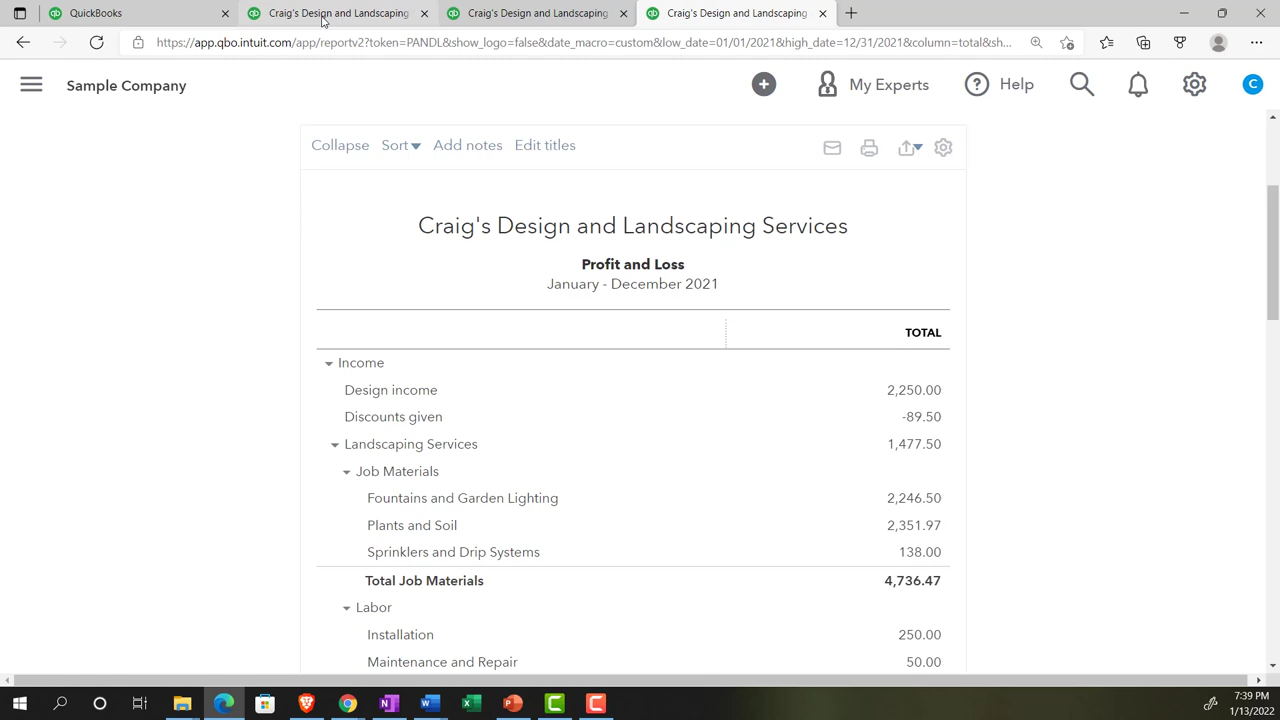 QuickBooks
Craig's Design and Landscaping
Craig's Design and Landscaping
Craig's Design and Landscaping
https://app.qbo.intuit.com/app/reportv2?token=PANDL&show_logo=false&date_macro=custom&low_date=01/01/2021&high_date=12/31/2021&column=total&sh...
Sample Company
My Experts
Help
C
Collapse
Sort
Add notes
Edit titles
Craig's Design and Landscaping Services
Profit and Loss
January - December 2021
TOTAL
Income
Design income 2,250.00
Discounts given -89.50
Landscaping Services 1,477.50
Job Materials
Fountains and Garden Lighting 2,246.50
Plants and Soil 2,351.97
Sprinklers and Drip Systems 138.00
Total Job Materials 4,736.47
Labor
Installation 250.00
Maintenance and Repair 50.00
7:39 PM
1/13/2022